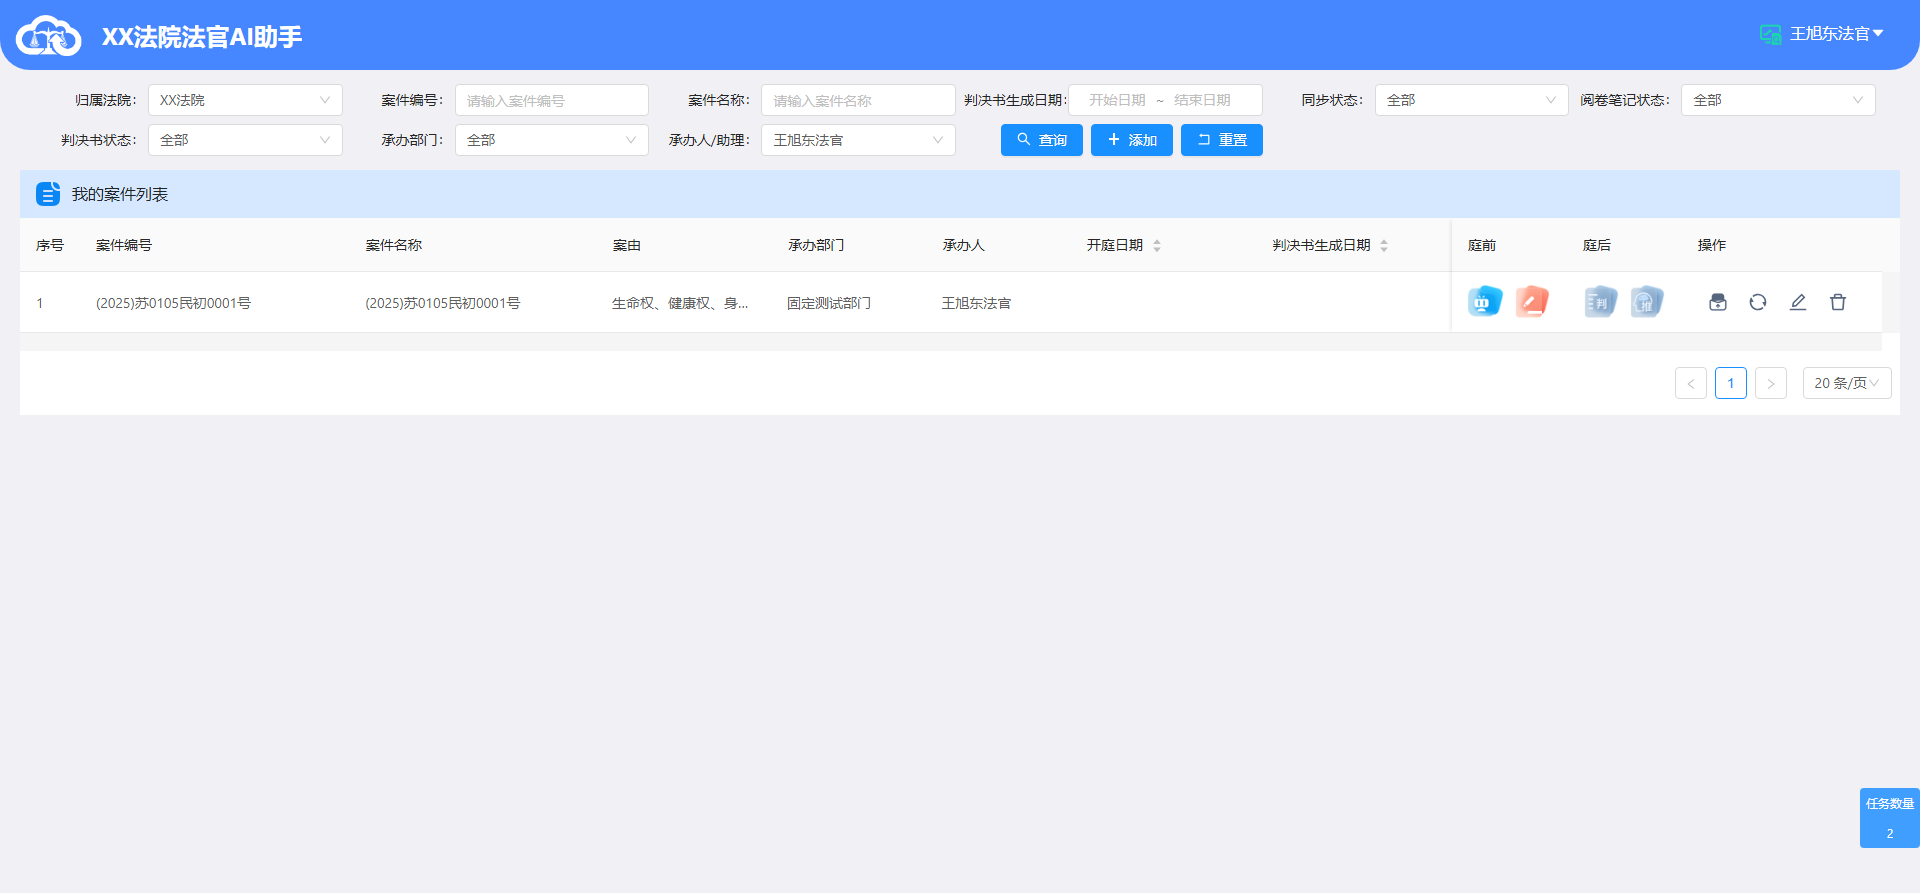 XX法院法官AI助手
王旭东法官
归属法院: XX法院
案件编号: 请输入案件编号
案件名称: 请输入案件名称
判决书生成日期: 开始日期 ~ 结束日期
同步状态: 全部
阅卷笔记状态: 全部
判决书状态: 全部
承办部门: 全部
承办人/助理: 王旭东法官
查询 添加 重置
我的案件列表
序号 案件编号 案件名称 案由 承办部门 承办人 开庭日期 判决书生成日期 庭前 庭后 操作
1 (2025)苏0105民初0001号 (2025)苏0105民初0001号 生命权、健康权、身... 固定测试部门 王旭东法官 判 推
< 1 > 20 条/页
任务数量
2